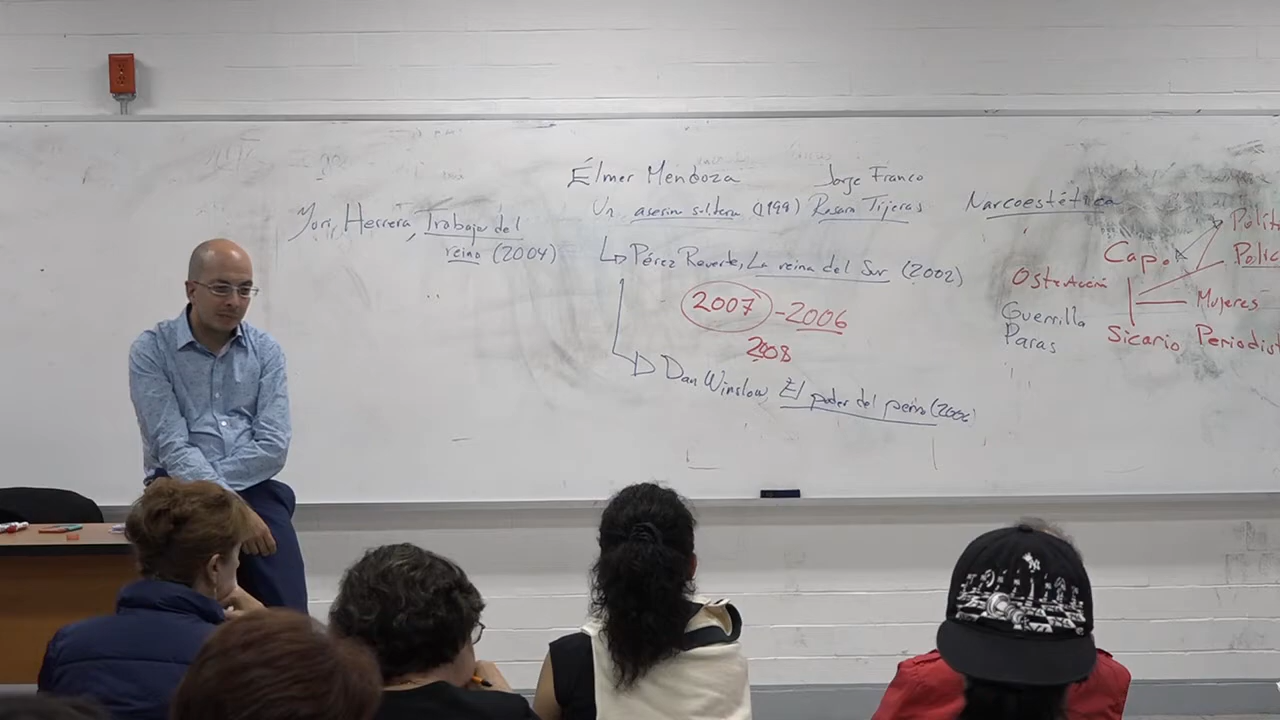 Élmer Mendoza
Jorge Franco
Un asesino solitario (1999) Rosario Tijeras
Narcoestética
Yuri Herrera, Trabajos del
reino (2004)
↳ Pérez Reverte, La reina del Sur (2002)
2007 - 2006
2008
Dan Winslow, El poder del perro (2006)
Capo
Ostentación
Mujeres
Guerrilla
Paras
Sicario